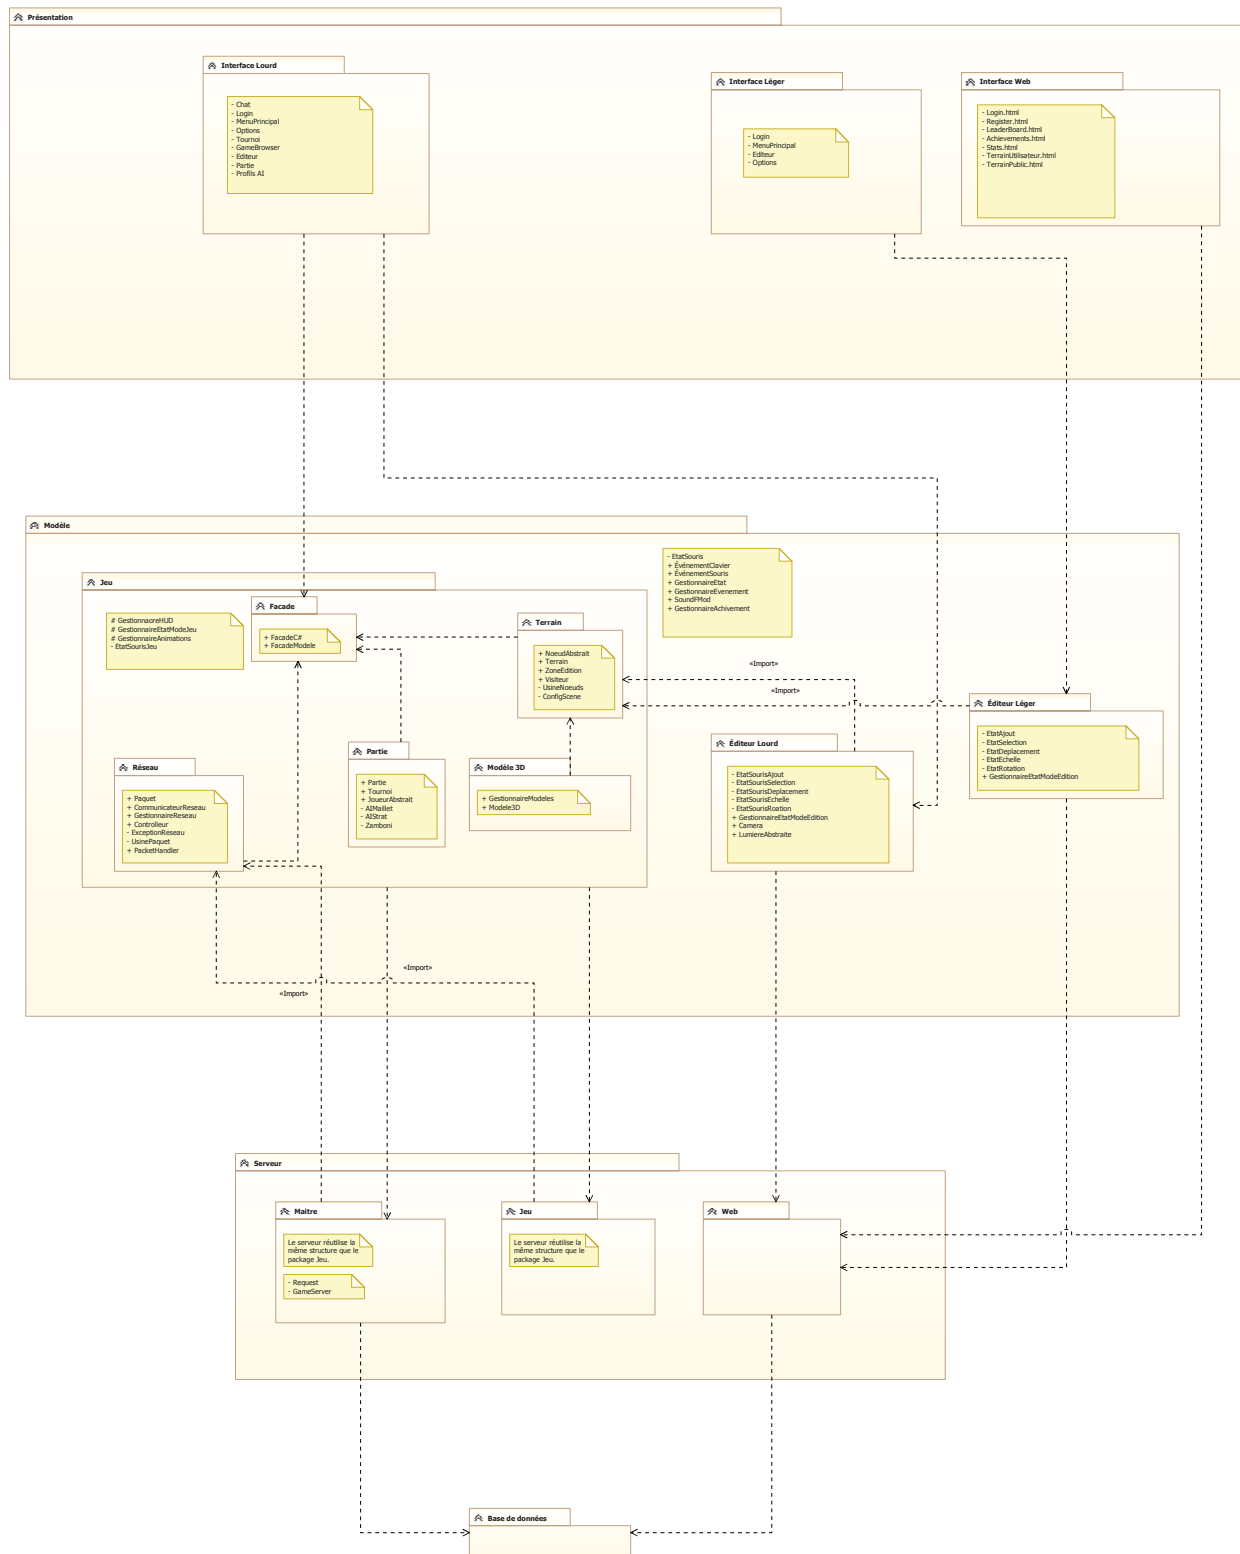 Présentation
Interface Lourd
- Chat
- Login
- MenuPrincipal
- Options
- Tournoi
- GameBrowser
- Editeur
- Partie
- Profils AI
Interface Léger
- Login
- MenuPrincipal
- Editeur
- Options
Interface Web
- Login.html
- Register.html
- LeaderBoard.html
- Achievements.html
- Stats.html
- TerrainUtilisateur.html
- TerrainPublic.html
Modèle
- EtatSouris
+ ÉvénementClavier
+ ÉvénementSouris
+ GestionnaireEtat
+ GestionnaireEvenement
+ SoundFMod
+ GestionnaireAchivement
Jeu
# GestionnaoreHUD
# GestionnaireEtatModeJeu
# GestionnaireAnimations
- EtatSourisJeu
Facade
+ FacadeC#
+ FacadeModele
Terrain
+ NoeudAbstrait
+ Terrain
+ ZoneEdition
+ Visiteur
- UsineNoeuds
- ConfigScene
«Import»
«Import»
Éditeur Léger
- EtatAjout
- EtatSelection
- EtatDeplacement
- EtatEchelle
- EtatRotation
+ GestionnaireEtatModeEdition
Éditeur Lourd
- EtatSourisAjout
- EtatSourisSelection
- EtatSourisDeplacement
- EtatSourisEchelle
- EtatSourisRoation
+ GestionnaireEtatModeEdition
+ Camera
+ LumiereAbstraite
Partie
+ Partie
+ Tournoi
+ JoueurAbstrait
- AIMaillet
- AIStrat
- Zamboni
Modèle 3D
+ GestionnaireModeles
+ Modele3D
Réseau
+ Paquet
+ CommunicateurReseau
+ GestionnaireReseau
+ Controlleur
- ExceptionReseau
- UsinePaquet
+ PacketHandler
«Import»
«Import»
Serveur
Maitre
Le serveur réutilise la
même structure que le
package Jeu.
- Request
- GameServer
Jeu
Le serveur réutilise la
même structure que le
package Jeu.
Web
Base de données